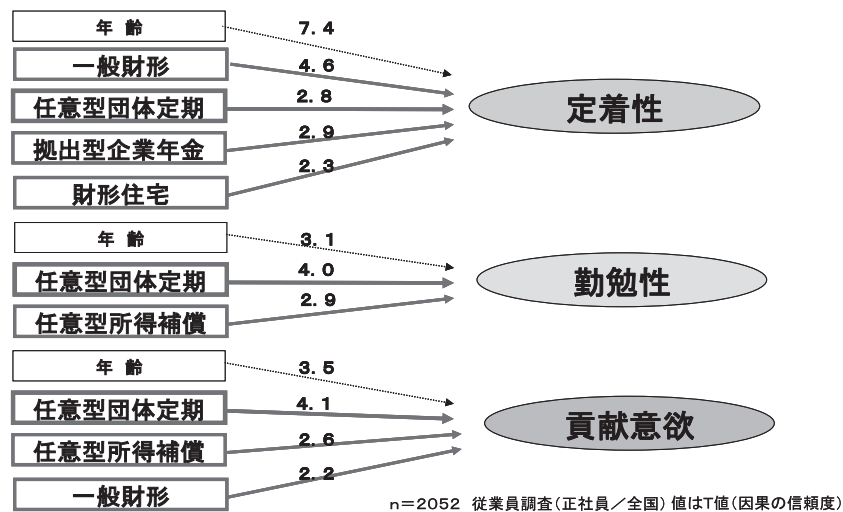 年 齢
7.4
一般財形
4.6
任意型団体定期
2.8
拠出型企業年金
2.9
財形住宅
2.3
定着性
年 齢
3.1
任意型団体定期
4.0
任意型所得補償
2.9
勤勉性
年 齢
3.5
任意型団体定期
4.1
任意型所得補償
2.6
一般財形
2.2
貢献意欲
n=2052 従業員調査(正社員/全国) 値はT値(因果の信頼度)